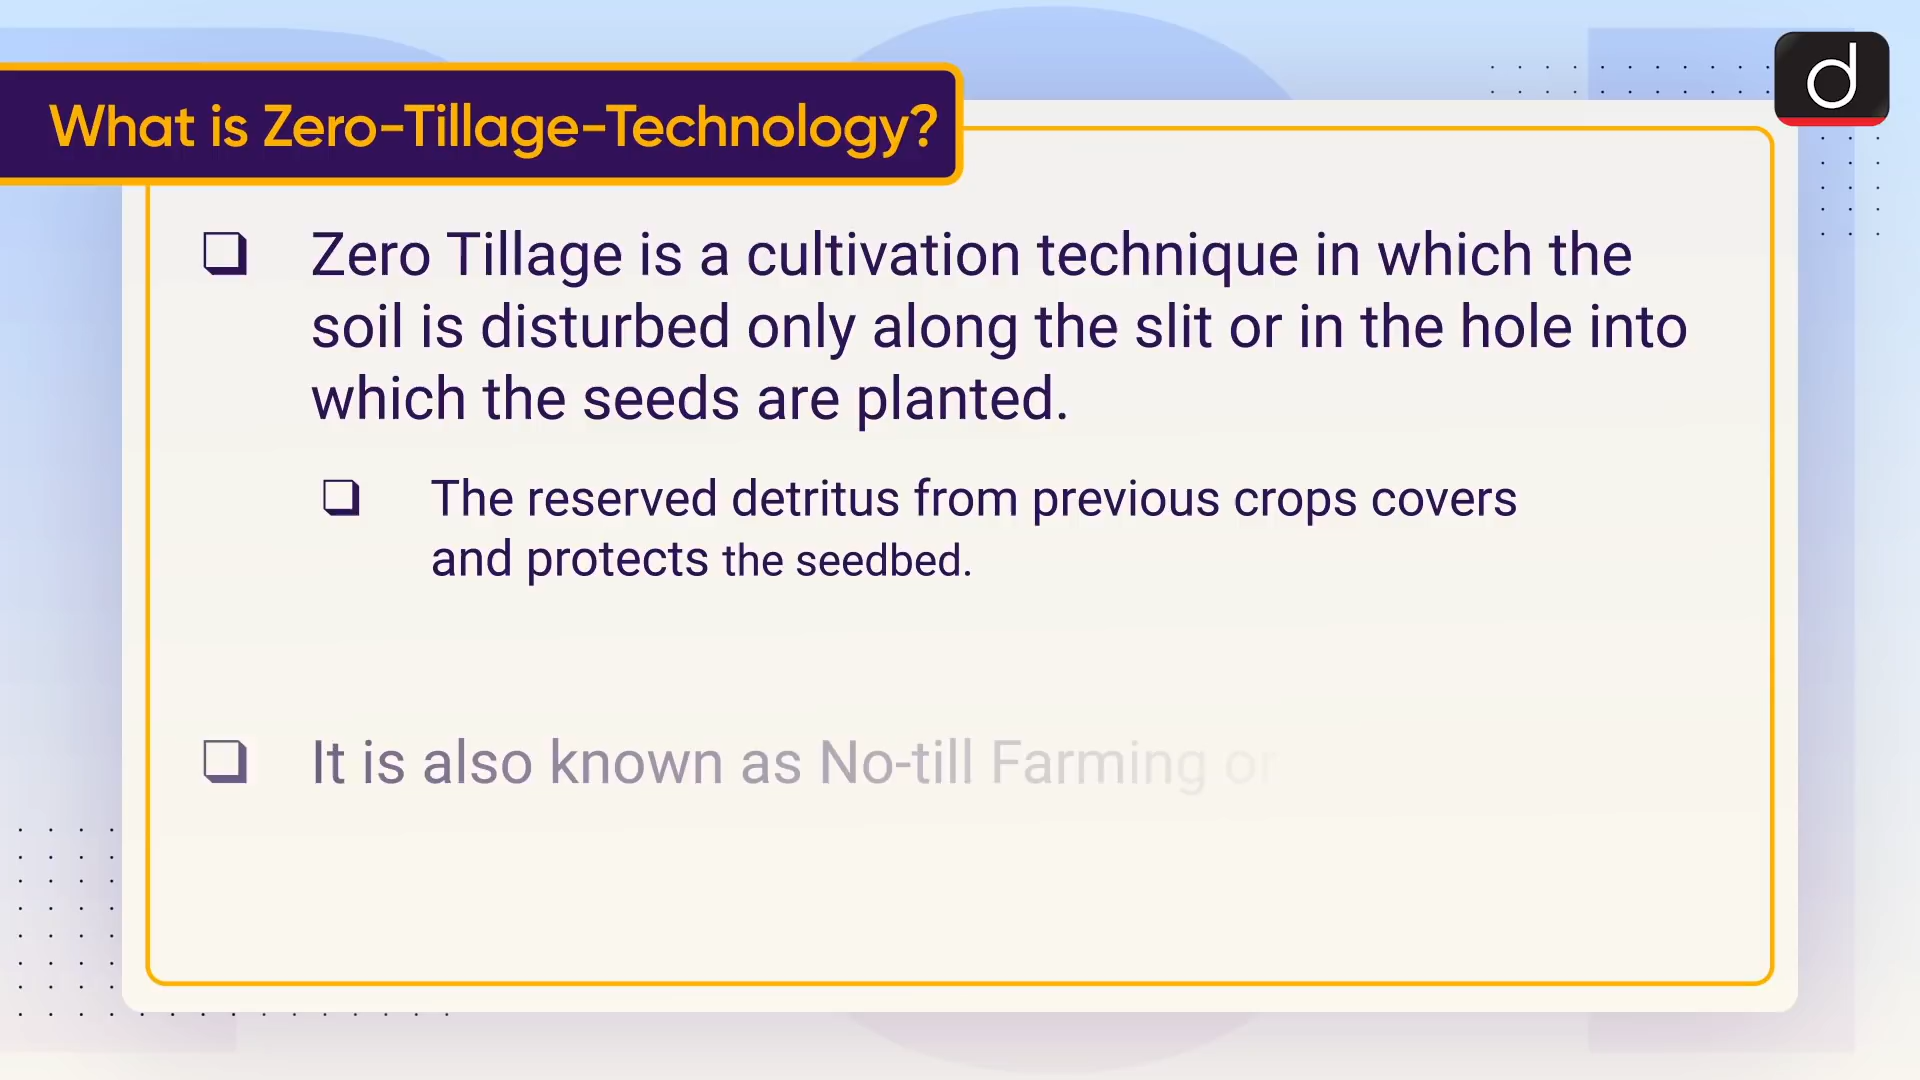 What is Zero-Tillage-Technology?
Zero Tillage is a cultivation technique in which the
soil is disturbed only along the slit or in the hole into
which the seeds are planted.
The reserved detritus from previous crops covers
and protects the seedbed.
It is also known as No-till Farming or